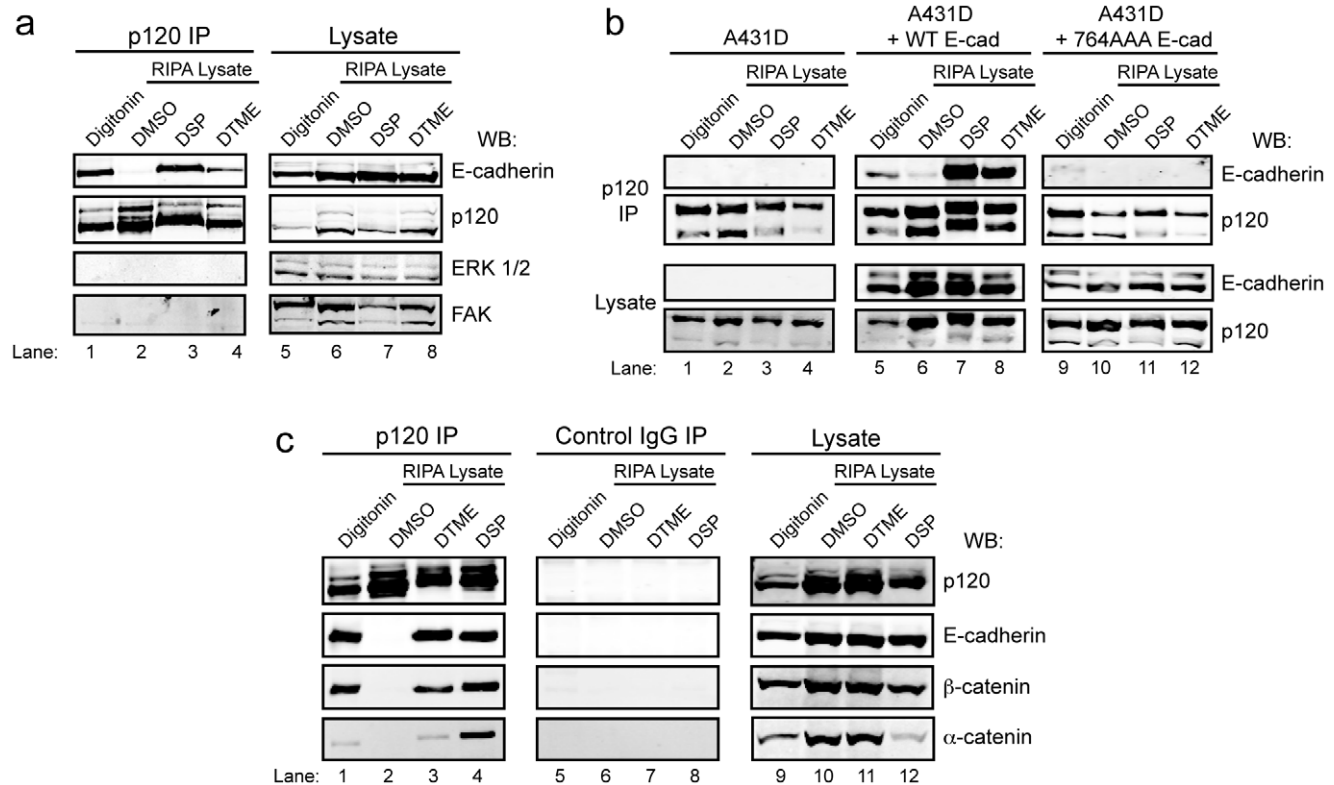 a
p120 IP Lysate
RIPA Lysate RIPA Lysate
Digitonin DMSO DSP DTME Digitonin DMSO DSP DTME WB:
E-cadherin
p120
ERK 1/2
FAK
Lane: 1 2 3 4 5 6 7 8
b
A431D A431D + WT E-cad A431D + 764AAA E-cad
RIPA Lysate RIPA Lysate RIPA Lysate
Digitonin DMSO DSP DTME Digitonin DMSO DSP DTME Digitonin DMSO DSP DTME WB:
p120 IP
E-cadherin
p120
Lysate
E-cadherin
p120
Lane: 1 2 3 4 5 6 7 8 9 10 11 12
c
p120 IP Control IgG IP Lysate
RIPA Lysate RIPA Lysate RIPA Lysate
Digitonin DMSO DTME DSP Digitonin DMSO DTME DSP Digitonin DMSO DTME DSP WB:
p120
E-cadherin
β-catenin
α-catenin
Lane: 1 2 3 4 5 6 7 8 9 10 11 12